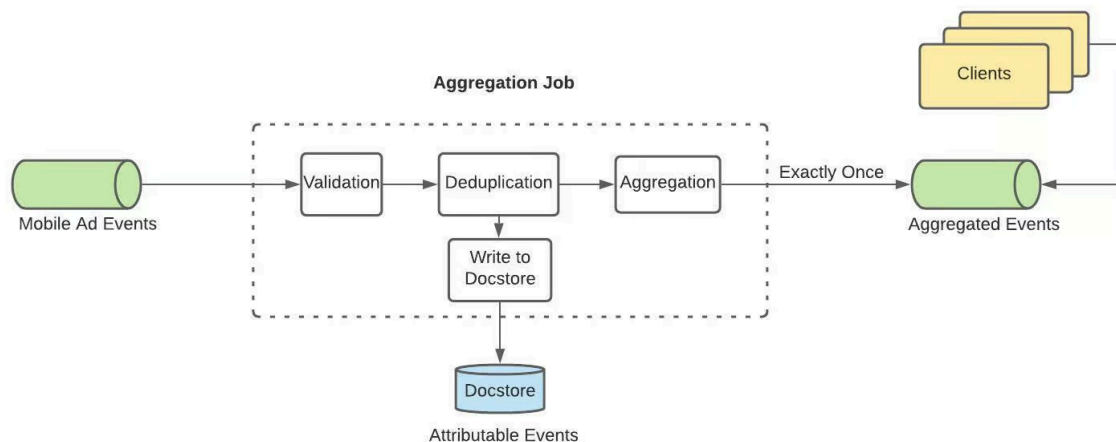 Clients
Aggregation Job
Validation
Deduplication
Aggregation
Exactly Once
Mobile Ad Events
Aggregated Events
Write to
Docstore
Docstore
Attributable Events